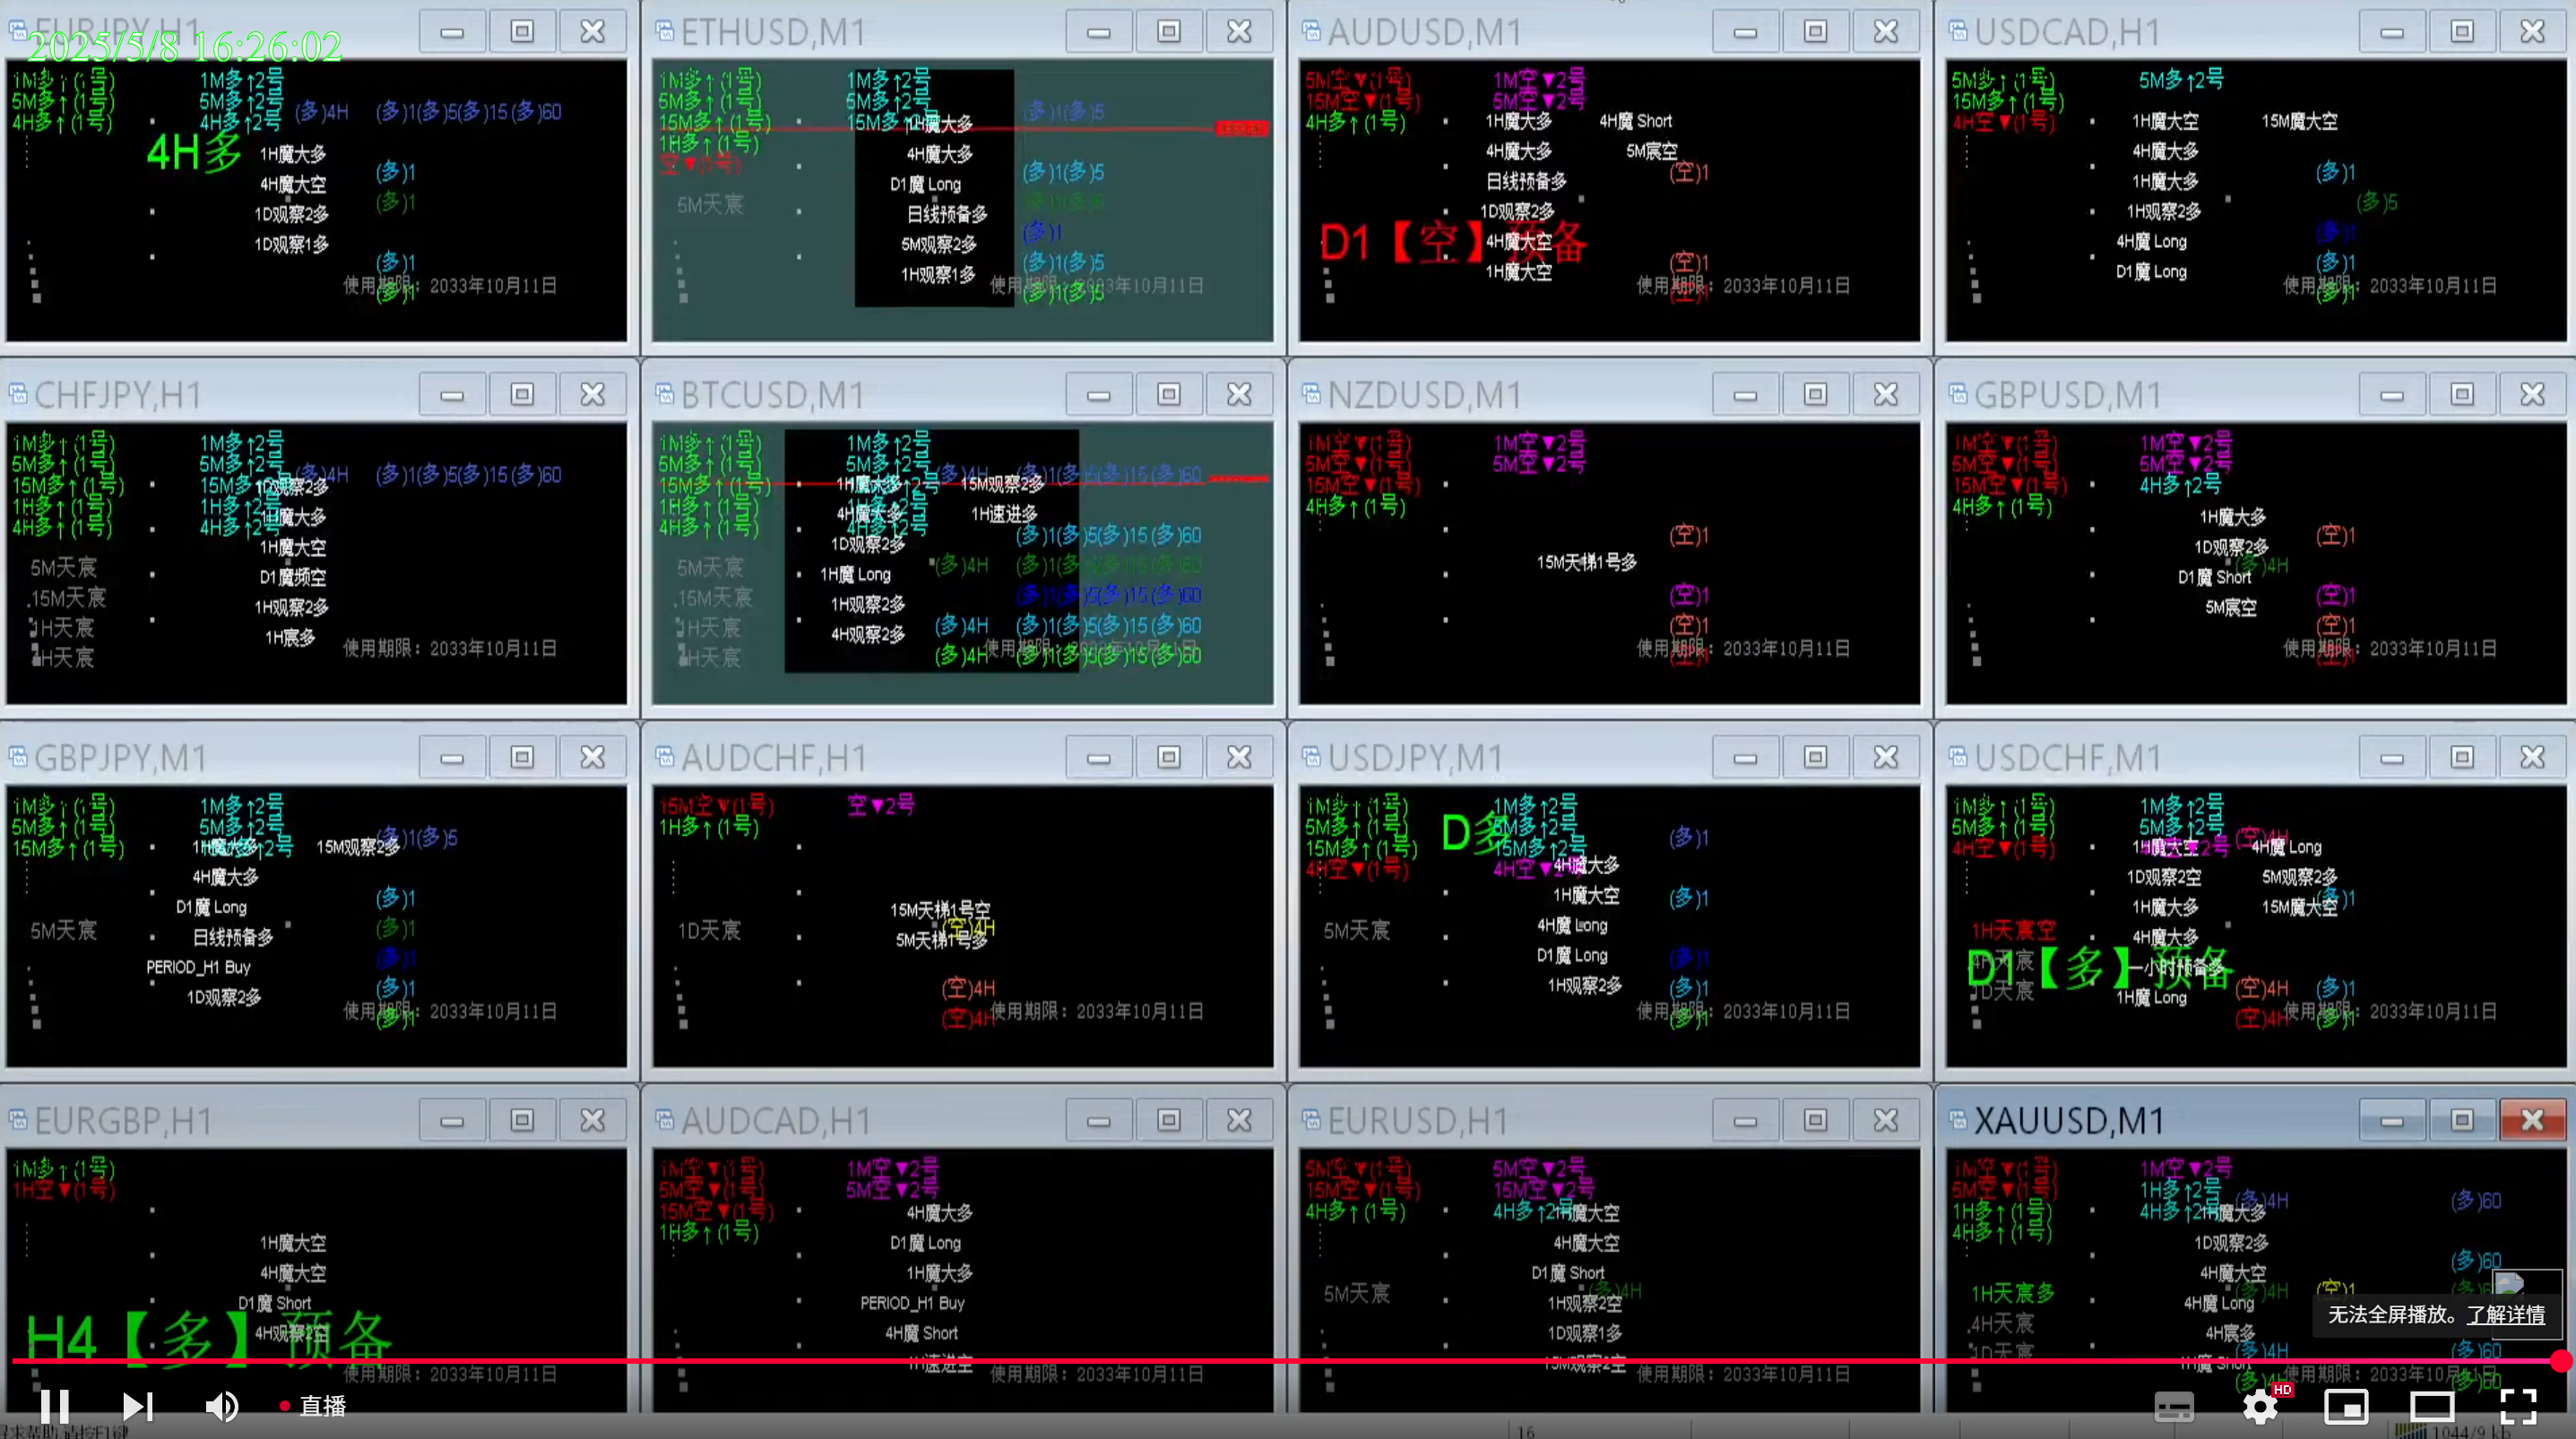 EURJPY,H1
2025/5/8 16:26:02
1M多↑(1号)
5M多↑(1号)
4H多↑(1号)
1M多↑2号
5M多↑2号
4H多↑2号
(多)4H (多)1(多)5(多)15(多)60
4H多
1H魔大多
4H魔大空
1D观察2多
1D观察1多
(多)1
(多)1
(多)1
(多)1
使用期限：2033年10月11日
ETHUSD,M1
1M多↑(1号)
5M多↑(1号)
15M多↑(1号)
1H多↑(1号)
空▼(1号)
5M天宸
1M多↑2号
5M多↑2号
15M多↑2号
1H魔大多
4H魔大多
D1魔 Long
日线预备多
5M观察2多
1H观察1多
(多)1(多)5
(多)1(多)5
(多)1(多)5
(多)1
(多)1(多)5
(多)1(多)5
使用期限：2033年10月11日
AUDUSD,M1
5M空▼(1号)
15M空▼(1号)
4H多↑(1号)
1M空▼2号
5M空▼2号
1H魔大多 4H魔 Short
4H魔大多 5M宸空
日线预备多
1D观察2多
4H魔大空
1H魔大空
D1【空】预备
(空)1
(空)1
(空)1
使用期限：2033年10月11日
USDCAD,H1
5M多↑(1号)
15M多↑(1号)
4H空▼(1号)
5M多↑2号
1H魔大空 15M魔大空
4H魔大多
1H魔大多
1H观察2多
4H魔 Long
D1魔 Long
(多)1
(多)5
(多)1
(多)1
(多)1
使用期限：2033年10月11日
CHFJPY,H1
1M多↑(1号)
5M多↑(1号)
15M多↑(1号)
1H多↑(1号)
4H多↑(1号)
5M天宸
15M天宸
1H天宸
4H天宸
1M多↑2号
5M多↑2号
15M多↑2号
1H多↑2号
4H多↑2号
(多)4H (多)1(多)5(多)15(多)60
1D观察2多
1H魔大多
1H魔大空
D1魔频空
1H观察2多
1H宸多
使用期限：2033年10月11日
BTCUSD,M1
1M多↑(1号)
5M多↑(1号)
15M多↑(1号)
1H多↑(1号)
4H多↑(1号)
5M天宸
15M天宸
1H天宸
4H天宸
1M多↑2号
5M多↑2号
15M多↑2号
1H多↑2号
4H多↑2号
1H魔大多 15M观察2多
4H魔大多 1H速进多
1D观察2多
1H魔 Long
1H观察2多
4H观察2多
(多)4H (多)1(多)5(多)15(多)60
(多)1(多)5(多)15(多)60
(多)4H (多)1(多)5(多)15(多)60
(多)1(多)5(多)15(多)60
(多)4H (多)1(多)5(多)15(多)60
(多)4H (多)1(多)5(多)15(多)60
NZDUSD,M1
1M空▼(1号)
5M空▼(1号)
15M空▼(1号)
4H多↑(1号)
1M空▼2号
5M空▼2号
15M天梯1号多
(空)1
(空)1
(空)1
(空)1
使用期限：2033年10月11日
GBPUSD,M1
1M空▼(1号)
5M空▼(1号)
15M空▼(1号)
4H多↑(1号)
1M空▼2号
5M空▼2号
4H多↑2号
1H魔大多
1D观察2多
D1魔 Short
5M宸空
(多)4H
(空)1
(空)1
(空)1
(空)1
使用期限：2033年10月11日
GBPJPY,M1
1M多↑(1号)
5M多↑(1号)
15M多↑(1号)
5M天宸
1M多↑2号
5M多↑2号
15M多↑2号
1H魔大多 15M观察2多
4H魔大多
D1魔 Long
日线预备多
PERIOD_H1 Buy
1D观察2多
(多)1(多)5
(多)1
(多)1
(多)1
(多)1
(多)1
使用期限：2033年10月11日
AUDCHF,H1
15M空▼(1号)
1H多↑(1号)
1D天宸
空▼2号
15M天梯1号空
5M天梯1号多
(空)4H
(空)4H
(空)4H
使用期限：2033年10月11日
USDJPY,M1
1M多↑(1号)
5M多↑(1号)
15M多↑(1号)
4H空▼(1号)
5M天宸
D多
1M多↑2号
5M多↑2号
15M多↑2号
4H空▼2号
4H魔大多
1H魔大空
4H魔 Long
D1魔 Long
1H观察2多
(多)1
(多)1
(多)1
(多)1
(多)1
使用期限：2033年10月11日
USDCHF,M1
1M多↑(1号)
5M多↑(1号)
4H空▼(1号)
1H天宸空
4H天宸
1D天宸
1M多↑2号
5M多↑2号
4H空▼2号
(空)4H
1H魔大空 4H魔 Long
1D观察2空 5M观察2多
1H魔大多 15M魔大空
4H魔大多
一小时预备多
1H魔 Long
D1【多】预备
(多)1
(空)4H (多)1
(空)4H (多)1
使用期限：2033年10月11日
EURGBP,H1
1M多↑(1号)
1H空▼(1号)
1H魔大空
4H魔大空
D1魔 Short
4H观察2空
H4【多】预备
使用期限：2033年10月11日
AUDCAD,H1
1M空▼(1号)
5M空▼(1号)
15M空▼(1号)
1H多↑(1号)
1M空▼2号
5M空▼2号
4H魔大多
D1魔 Long
1H魔大多
PERIOD_H1 Buy
4H魔 Short
1H速进空
使用期限：2033年10月11日
EURUSD,H1
5M空▼(1号)
15M空▼(1号)
4H多↑(1号)
5M天宸
5M空▼2号
15M空▼2号
4H多↑2号
1H魔大空
4H魔大空
D1魔 Short
1H观察2空
1D观察1多
15M观察2空
(多)4H
使用期限：2033年10月11日
XAUUSD,M1
1M空▼(1号)
5M空▼(1号)
1H多↑(1号)
4H多↑(1号)
1H天宸多
4H天宸
1D天宸
1M空▼2号
1H多↑2号
4H多↑2号
1H魔大多
1D观察2多
4H魔大空
4H魔 Long
4H宸多
1H魔 Short
(多)4H (多)60
(多)60
(多)4H (空)1
(多)4H (多)60
(多)4H (多)60
使用期限：2033年10月11日
无法全屏播放。了解详情
直播
HD
16
1044/9 kb